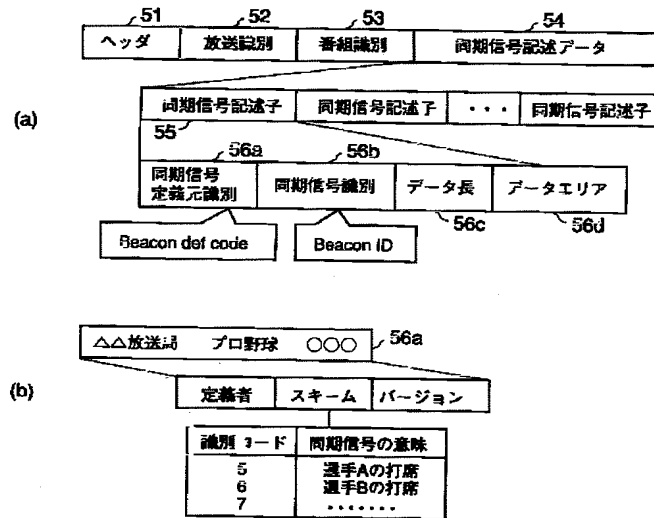 51 52 53 54
ヘッダ 放送識別 番組識別 同期信号記述データ
(a)
同期信号記述子 同期信号記述子 ・・・ 同期信号記述子
55
56a 56b
同期信号
定義元識別 同期信号識別 データ長 データエリア
56c 56d
Beacon def code Beacon ID
△△放送局 プロ野球 ○○○ 56a
(b)
定義者 スキーム バージョン
識別コード 同期信号の意味
5 選手Aの打席
6 選手Bの打席
7 ・・・・・・・